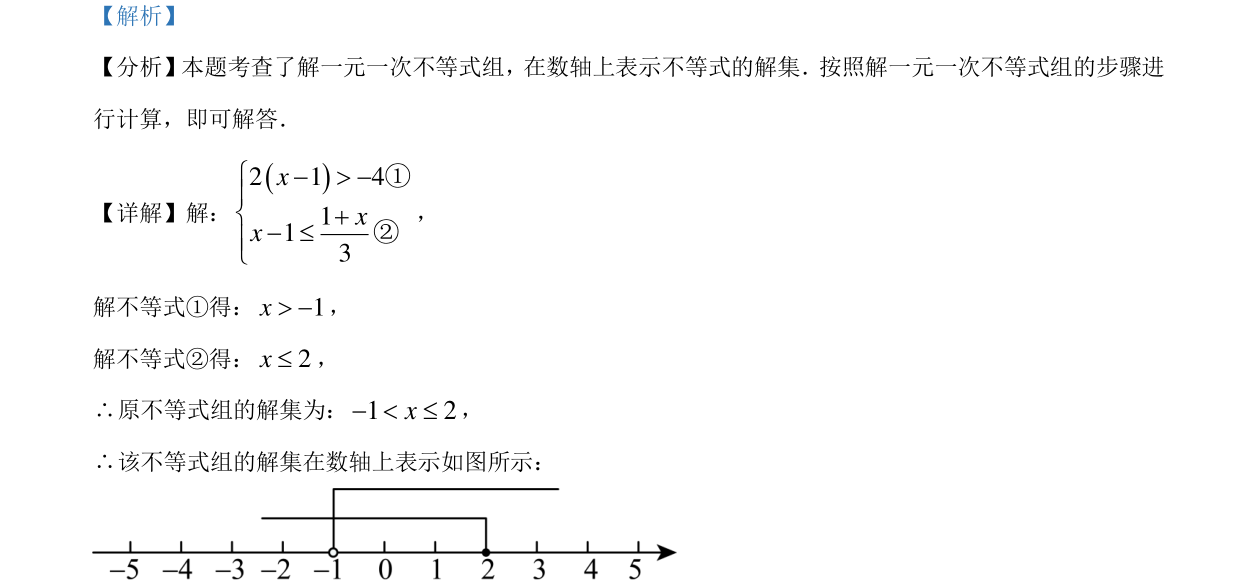 【解析】
【分析】本题考查了解一元一次不等式组，在数轴上表示不等式的解集．按照解一元一次不等式组的步骤进
行计算，即可解答．
【详解】解：{2(x−1)>−4①
x−1≤(1+x)/3②，
解不等式①得：x>−1，
解不等式②得：x≤2，
∴原不等式组的解集为：−1<x≤2，
∴该不等式组的解集在数轴上表示如图所示：
−5 −4 −3 −2 −1 0 1 2 3 4 5